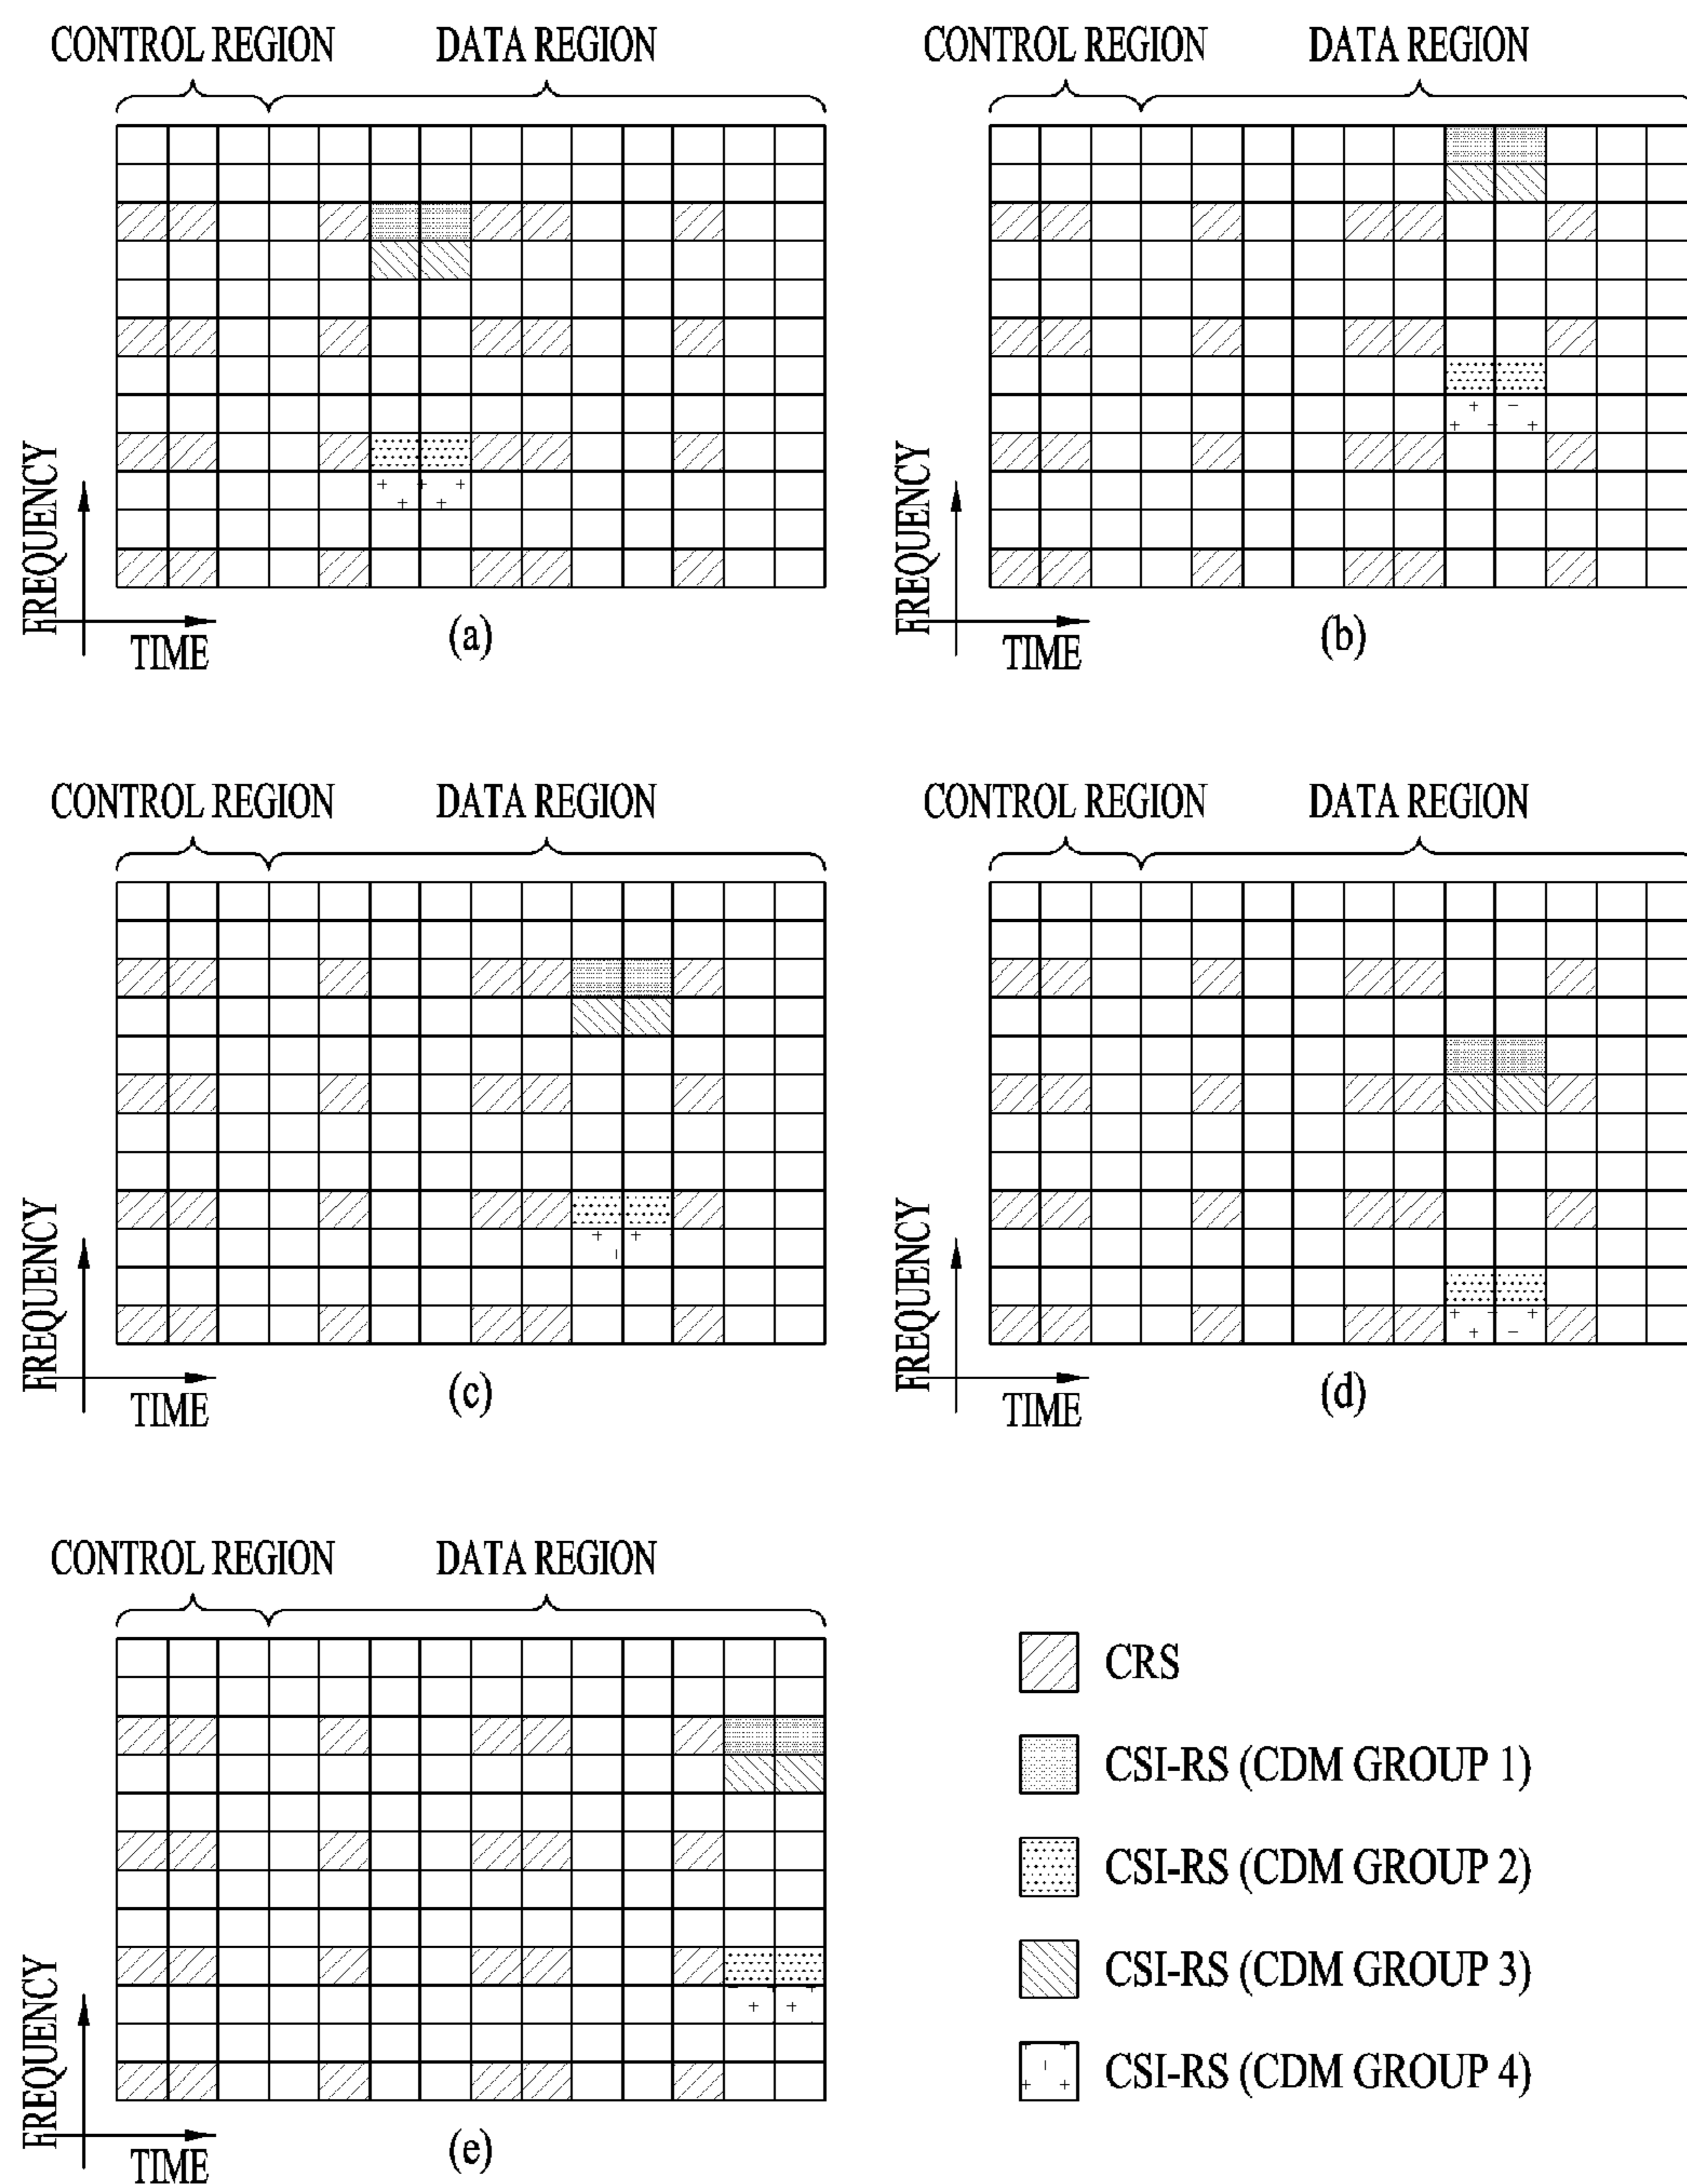 CONTROL REGION DATA REGION
FREQUENCY
TIME
(a)
CONTROL REGION DATA REGION
FREQUENCY
TIME
(b)
CONTROL REGION DATA REGION
FREQUENCY
TIME
(c)
CONTROL REGION DATA REGION
FREQUENCY
TIME
(d)
CONTROL REGION DATA REGION
FREQUENCY
TIME
(e)
CRS
CSI-RS (CDM GROUP 1)
CSI-RS (CDM GROUP 2)
CSI-RS (CDM GROUP 3)
CSI-RS (CDM GROUP 4)